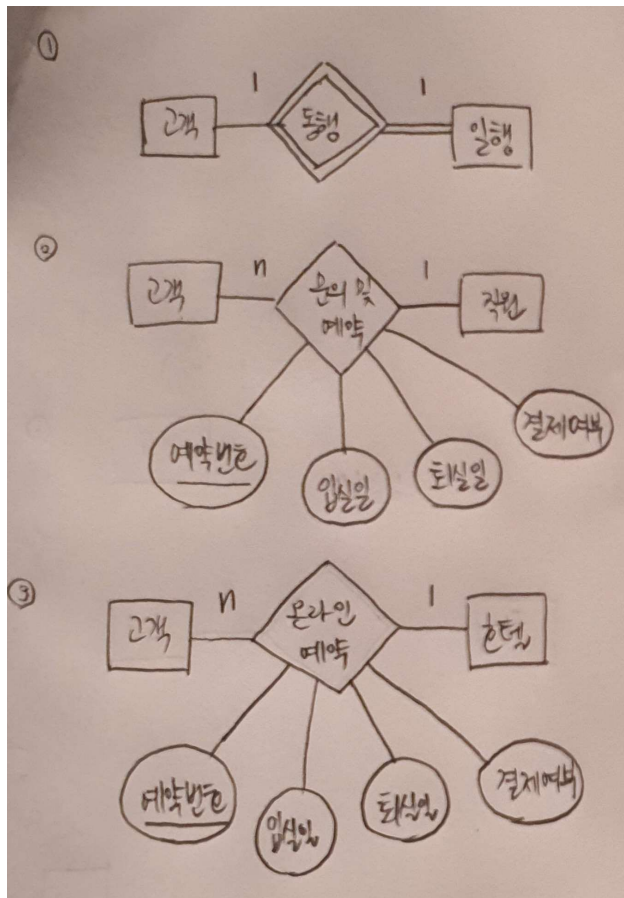 ①
고객
1
동행
1
일행
②
고객
n
문의 및
예약
1
직원
예약번호
입실일
퇴실일
결제여부
③
고객
n
온라인
예약
1
호텔
예약번호
입실일
퇴실일
결제여부